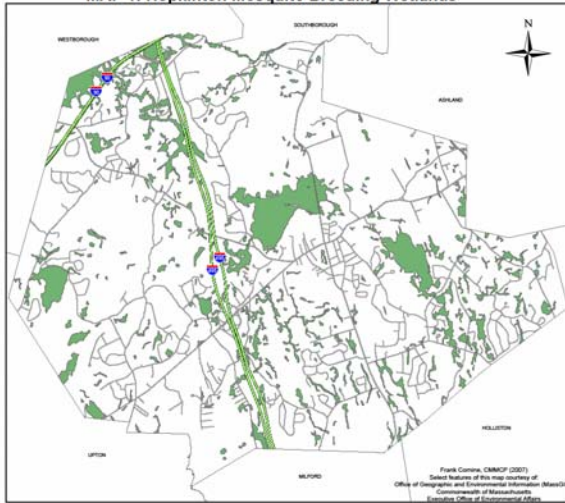 Hopkinton Mosquito Breeding Wetlands
SOUTHBOROUGH
WESTBOROUGH
N
ASHLAND
HOLLISTON
UPTON
MILFORD
Frank Cornine, CMMCP (2007)
Select features of this map courtesy of:
Office of Geographic and Environmental Information (MassG
Commonwealth of Massachusetts
Executive Office of Environmental Affairs